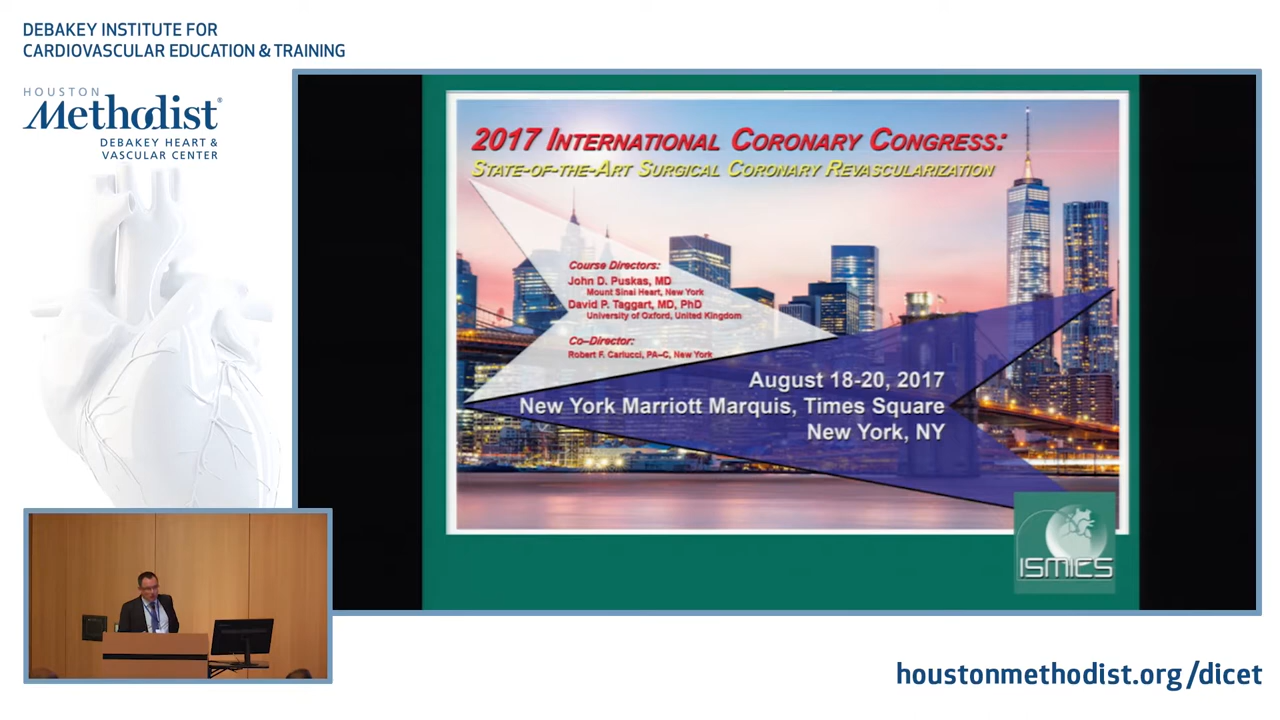 DEBAKEY INSTITUTE FOR
CARDIOVASCULAR EDUCATION & TRAINING
HOUSTON
Methodist®
DEBAKEY HEART &
VASCULAR CENTER
2017 INTERNATIONAL CORONARY CONGRESS:
STATE-OF-THE-ART SURGICAL CORONARY REVASCULARIZATION
Course Directors:
John D. Puskas, MD
Mount Sinai Heart, New York
David P. Taggart, MD, PhD
University of Oxford, United Kingdom
Co-Director:
Robert F. Carlucci, PA-C, New York
August 18-20, 2017
New York Marriott Marquis, Times Square
New York, NY
ISMICS
houstonmethodist.org/dicet